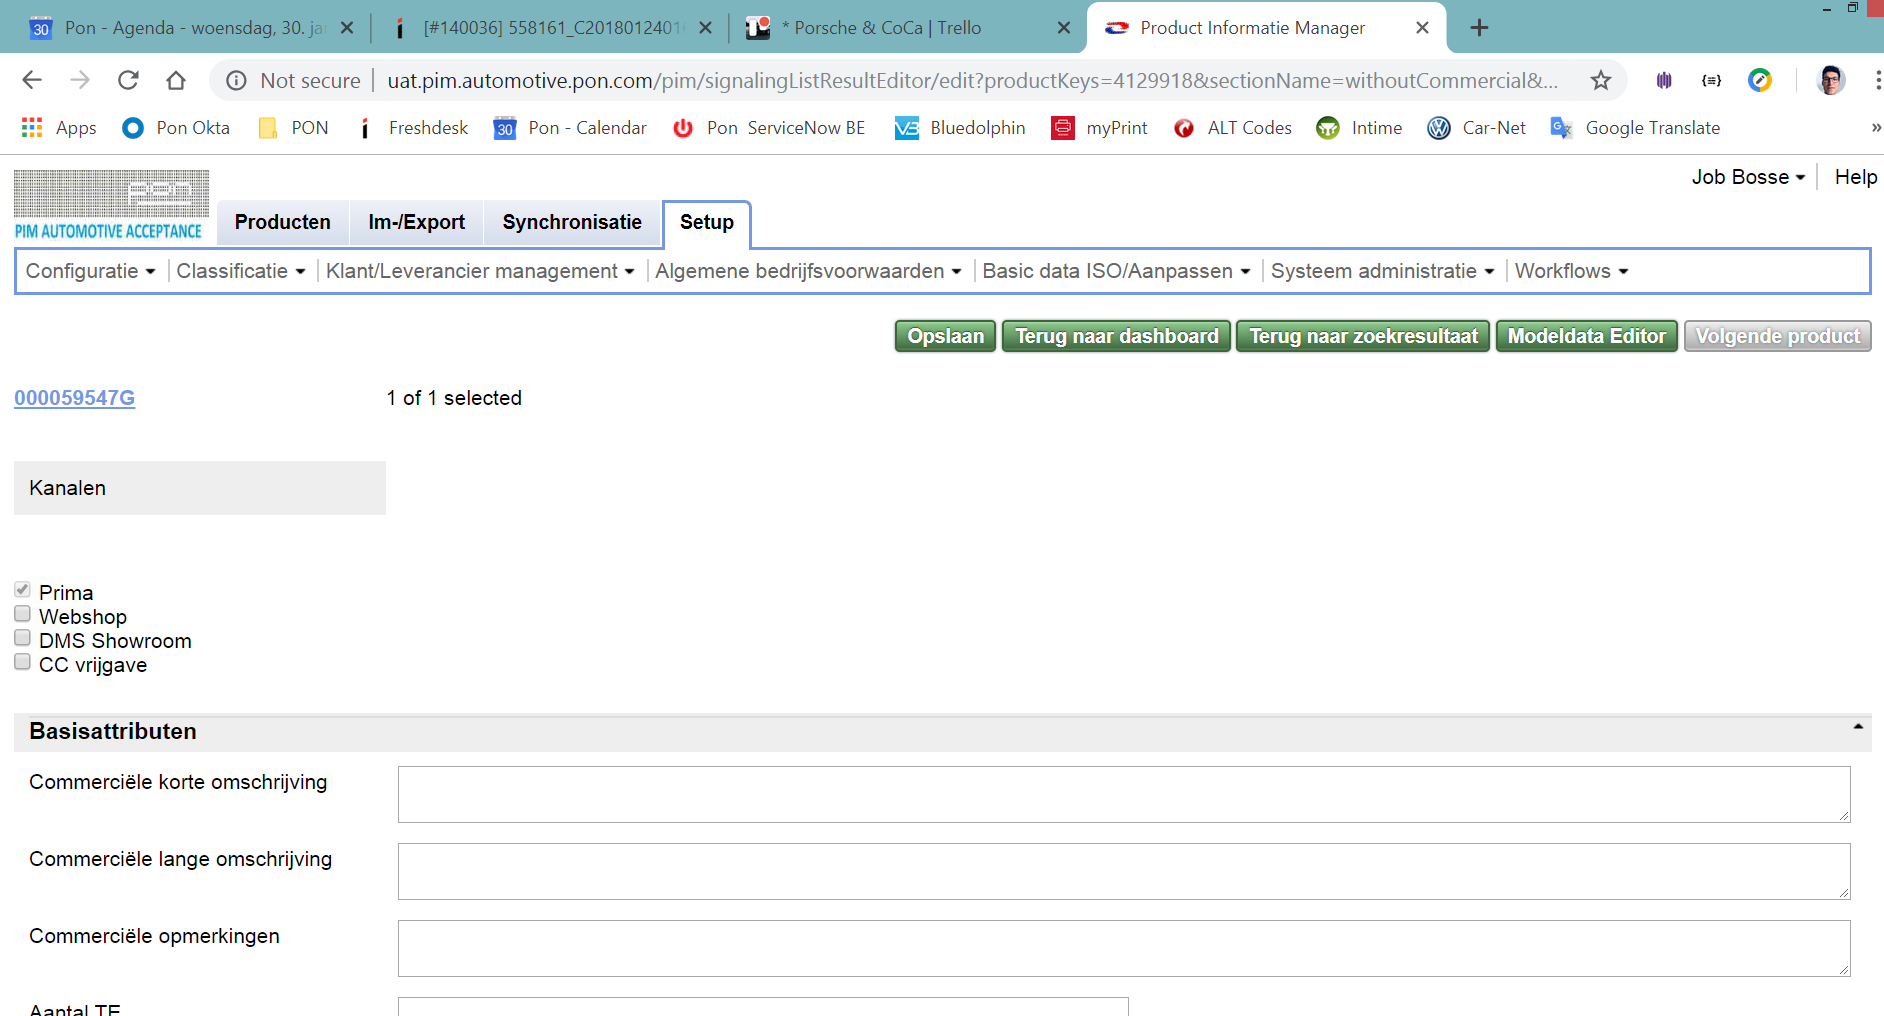 30 Pon - Agenda - woensdag, 30. ja
[#140036] 558161_C2018012401
* Porsche & CoCa | Trello
Product Informatie Manager
Not secure | uat.pim.automotive.pon.com/pim/signalingListResultEditor/edit?productKeys=4129918&sectionName=withoutCommercial&...
Apps Pon Okta PON Freshdesk 30 Pon - Calendar Pon ServiceNow BE Bluedolphin myPrint ALT Codes Intime Car-Net Google Translate »
Job Bosse Help
PON
PIM AUTOMOTIVE ACCEPTANCE
Producten Im-/Export Synchronisatie Setup
Configuratie Classificatie Klant/Leverancier management Algemene bedrijfsvoorwaarden Basic data ISO/Aanpassen Systeem administratie Workflows
Opslaan Terug naar dashboard Terug naar zoekresultaat Modeldata Editor Volgende product
000059547G 1 of 1 selected
Kanalen
Prima
Webshop
DMS Showroom
CC vrijgave
Basisattributen
Commerciële korte omschrijving
Commerciële lange omschrijving
Commerciële opmerkingen
Aantal TE